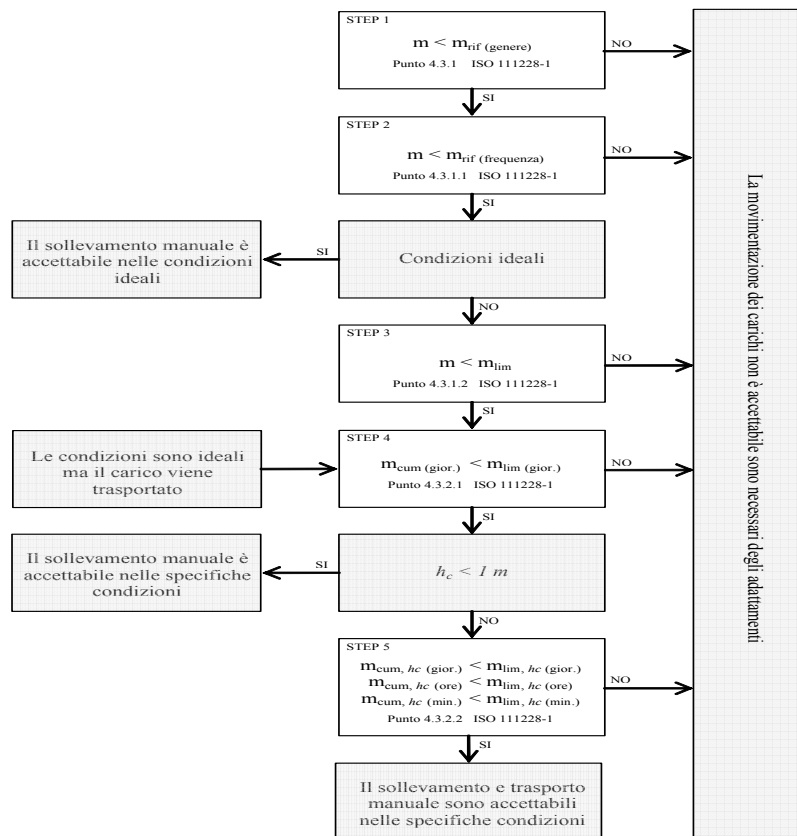 STEP 1
m < mrif (genere)
Punto 4.3.1 ISO 111228-1
NO
SI
STEP 2
m < mrif (frequenza)
Punto 4.3.1.1 ISO 111228-1
NO
SI
Il sollevamento manuale è
accettabile nelle condizioni
ideali
SI
Condizioni ideali
NO
STEP 3
m < mlim
Punto 4.3.1.2 ISO 111228-1
NO
SI
Le condizioni sono ideali
ma il carico viene
trasportato
STEP 4
mcum (gior.) < mlim (gior.)
Punto 4.3.2.1 ISO 111228-1
NO
SI
Il sollevamento manuale è
accettabile nelle specifiche
condizioni
SI
hc < 1 m
NO
STEP 5
mcum, hc (gior.) < mlim, hc (gior.)
mcum, hc (ore) < mlim, hc (ore)
mcum, hc (min.) < mlim, hc (min.)
Punto 4.3.2.2 ISO 111228-1
NO
SI
Il sollevamento e trasporto
manuale sono accettabili
nelle specifiche condizioni
La movimentazione dei carichi non è accettabile sono necessari degli adattamenti